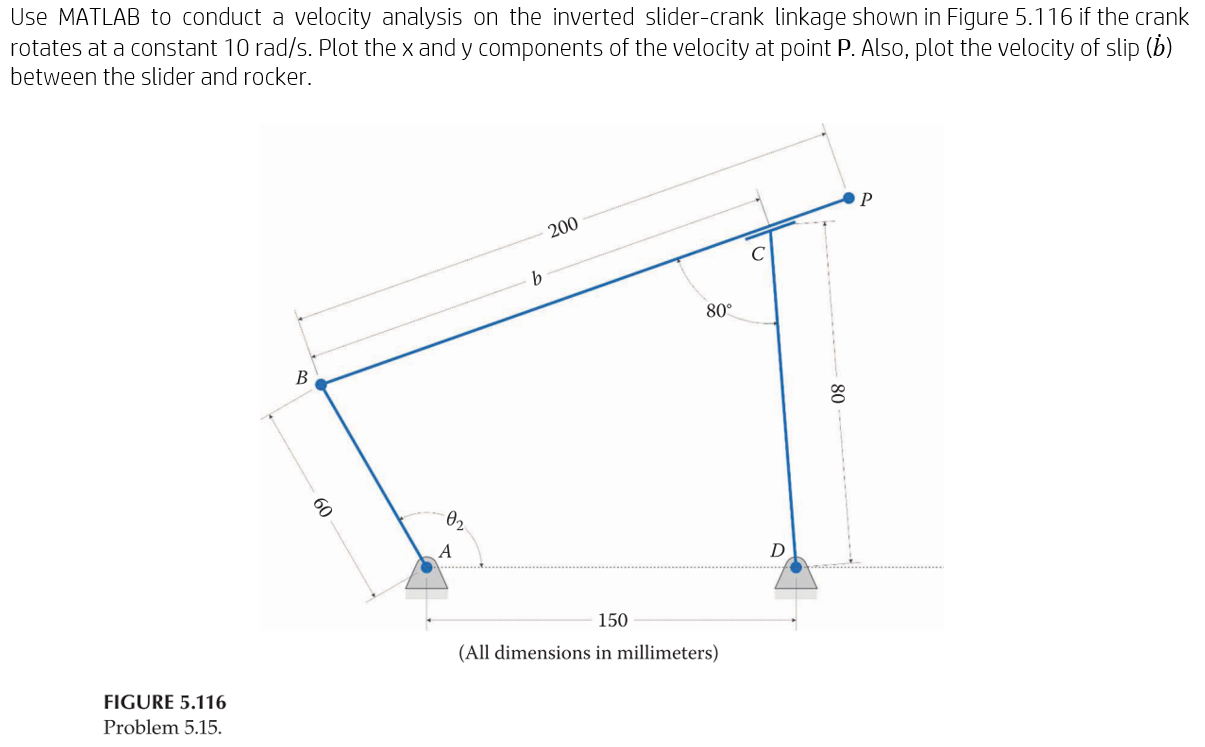 Use MATLAB to conduct a velocity analysis on the inverted slider-crank linkage shown in Figure 5.116 if the crank
rotates at a constant 10 rad/s. Plot the x and y components of the velocity at point P. Also, plot the velocity of slip (ḃ)
between the slider and rocker.
P
200
C
b
80°
B
80
60
θ2
A
D
150
(All dimensions in millimeters)
FIGURE 5.116
Problem 5.15.